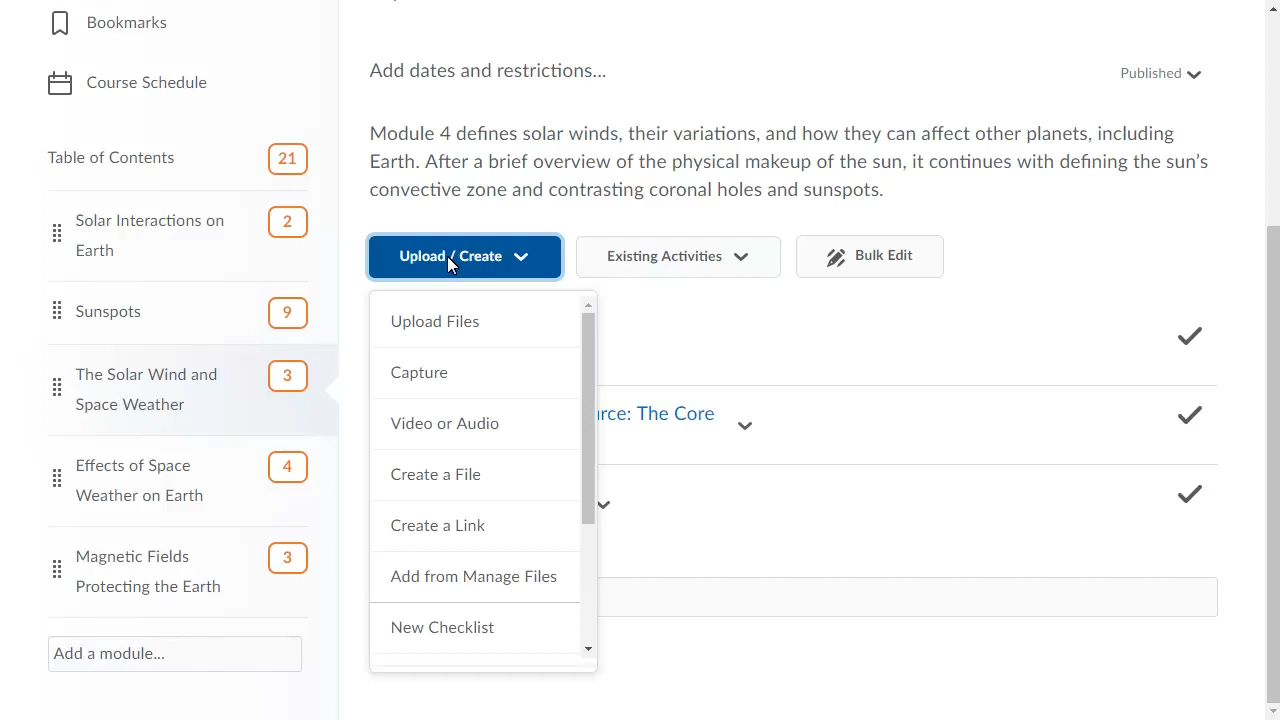 Bookmarks
Course Schedule
Table of Contents
21
Solar Interactions on
Earth
2
Sunspots
9
The Solar Wind and
Space Weather
3
Effects of Space
Weather on Earth
4
Magnetic Fields
Protecting the Earth
3
Add a module...
Add dates and restrictions...
Published
Module 4 defines solar winds, their variations, and how they can affect other planets, including
Earth. After a brief overview of the physical makeup of the sun, it continues with defining the sun's
convective zone and contrasting coronal holes and sunspots.
Upload / Create
Existing Activities
Bulk Edit
Upload Files
Capture
Video or Audio
Create a File
Create a Link
Add from Manage Files
New Checklist
: The Core